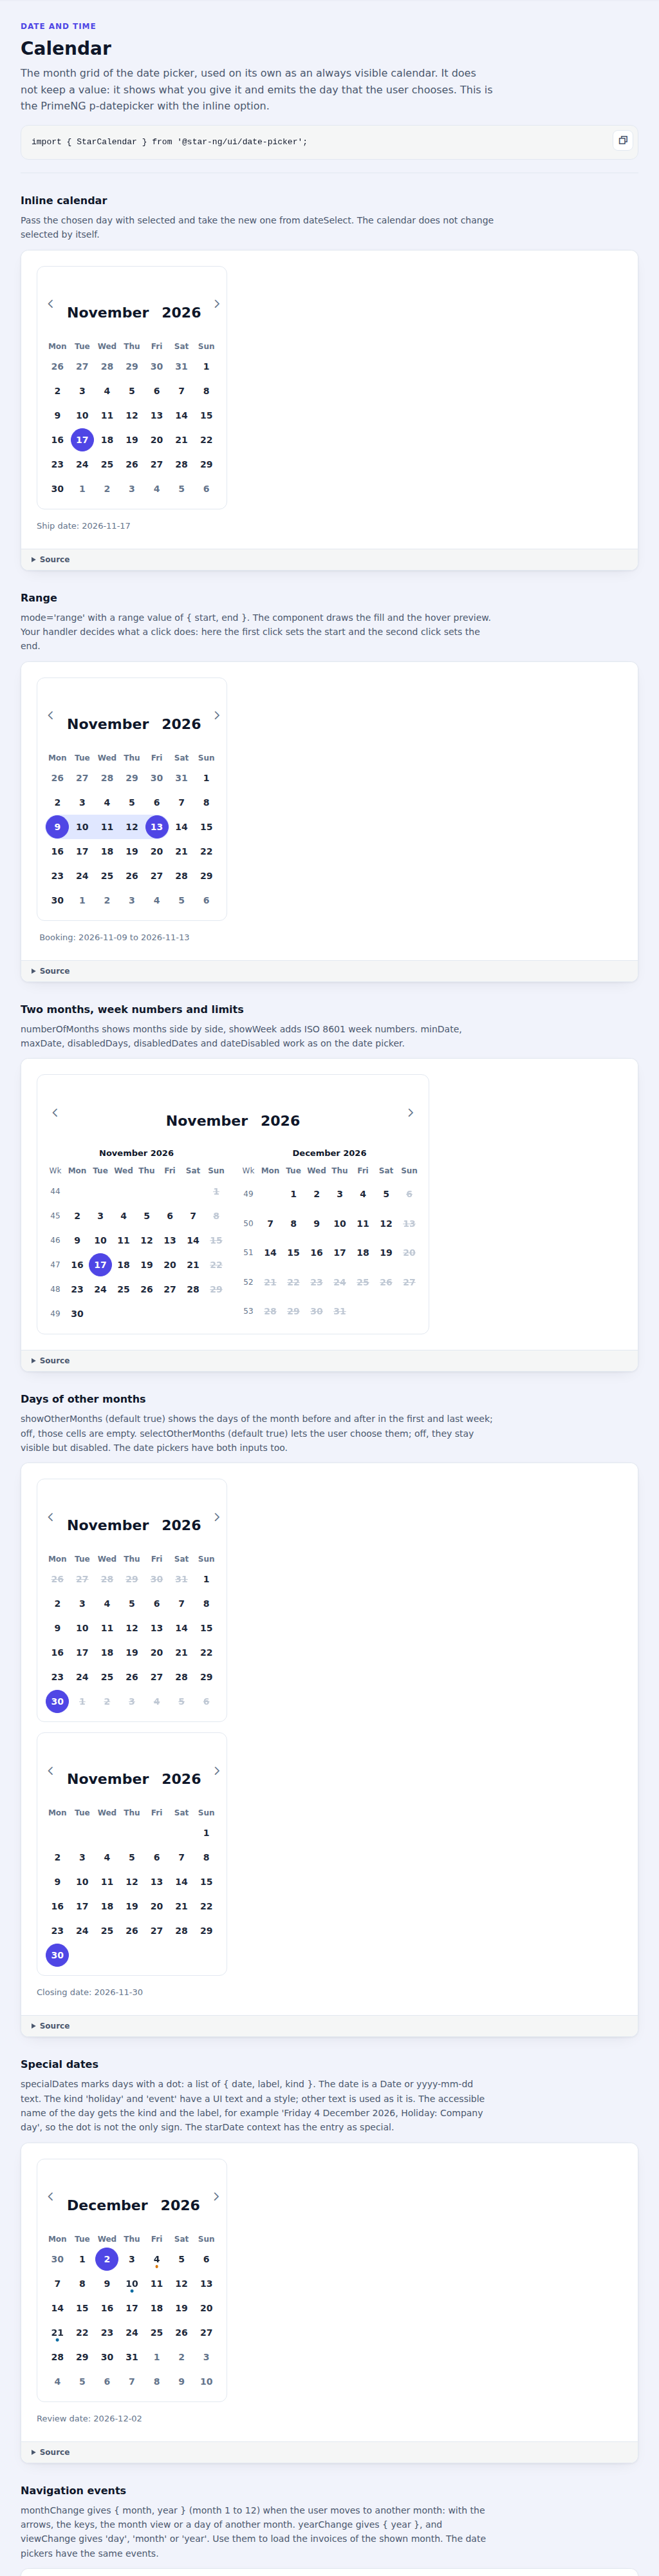 DATE AND TIME
Calendar
The month grid of the date picker, used on its own as an always visible calendar. It does
not keep a value: it shows what you give it and emits the day that the user chooses. This is
the PrimeNG p-datepicker with the inline option.
import { StarCalendar } from '@star-ng/ui/date-picker';
Inline calendar
Pass the chosen day with selected and take the new one from dateSelect. The calendar does not change
selected by itself.
November 2026
Mon Tue Wed Thu Fri Sat Sun
26 27 28 29 30 31 1
2 3 4 5 6 7 8
9 10 11 12 13 14 15
16 17 18 19 20 21 22
23 24 25 26 27 28 29
30 1 2 3 4 5 6
Ship date: 2026-11-17
Source
Range
mode='range' with a range value of { start, end }. The component draws the fill and the hover preview.
Your handler decides what a click does: here the first click sets the start and the second click sets the
end.
November 2026
Mon Tue Wed Thu Fri Sat Sun
26 27 28 29 30 31 1
2 3 4 5 6 7 8
9 10 11 12 13 14 15
16 17 18 19 20 21 22
23 24 25 26 27 28 29
30 1 2 3 4 5 6
Booking: 2026-11-09 to 2026-11-13
Source
Two months, week numbers and limits
numberOfMonths shows months side by side, showWeek adds ISO 8601 week numbers. minDate,
maxDate, disabledDays, disabledDates and dateDisabled work as on the date picker.
November 2026
November 2026
Wk Mon Tue Wed Thu Fri Sat Sun
44 1
45 2 3 4 5 6 7 8
46 9 10 11 12 13 14 15
47 16 17 18 19 20 21 22
48 23 24 25 26 27 28 29
49 30
December 2026
Wk Mon Tue Wed Thu Fri Sat Sun
49 1 2 3 4 5 6
50 7 8 9 10 11 12 13
51 14 15 16 17 18 19 20
52 21 22 23 24 25 26 27
53 28 29 30 31
Source
Days of other months
showOtherMonths (default true) shows the days of the month before and after in the first and last week;
off, those cells are empty. selectOtherMonths (default true) lets the user choose them; off, they stay
visible but disabled. The date pickers have both inputs too.
November 2026
Mon Tue Wed Thu Fri Sat Sun
26 27 28 29 30 31 1
2 3 4 5 6 7 8
9 10 11 12 13 14 15
16 17 18 19 20 21 22
23 24 25 26 27 28 29
30 1 2 3 4 5 6
November 2026
Mon Tue Wed Thu Fri Sat Sun
1
2 3 4 5 6 7 8
9 10 11 12 13 14 15
16 17 18 19 20 21 22
23 24 25 26 27 28 29
30
Closing date: 2026-11-30
Source
Special dates
specialDates marks days with a dot: a list of { date, label, kind }. The date is a Date or yyyy-mm-dd
text. The kind 'holiday' and 'event' have a UI text and a style; other text is used as it is. The accessible
name of the day gets the kind and the label, for example 'Friday 4 December 2026, Holiday: Company
day', so the dot is not the only sign. The starDate context has the entry as special.
December 2026
Mon Tue Wed Thu Fri Sat Sun
30 1 2 3 4 5 6
7 8 9 10 11 12 13
14 15 16 17 18 19 20
21 22 23 24 25 26 27
28 29 30 31 1 2 3
4 5 6 7 8 9 10
Review date: 2026-12-02
Source
Navigation events
monthChange gives { month, year } (month 1 to 12) when the user moves to another month: with the
arrows, the keys, the month view or a day of another month. yearChange gives { year }, and
viewChange gives 'day', 'month' or 'year'. Use them to load the invoices of the shown month. The date
pickers have the same events.